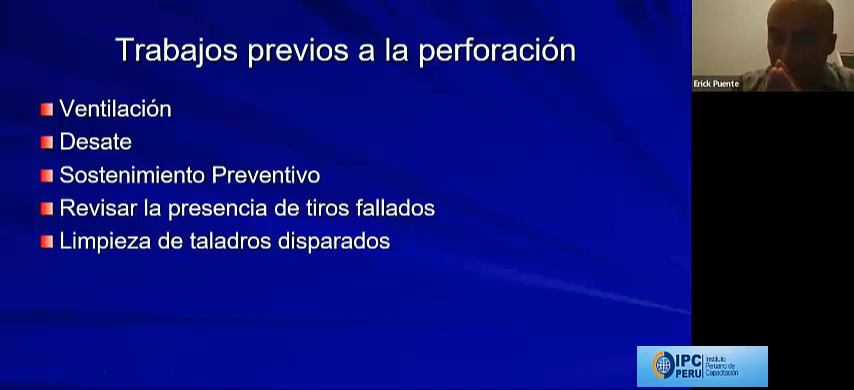 Trabajos previos a la perforación
Ventilación
Desate
Sostenimiento Preventivo
Revisar la presencia de tiros fallados
Limpieza de taladros disparados
Erick Puente
IPC
PERU
Instituto
Peruano de
Capacitación